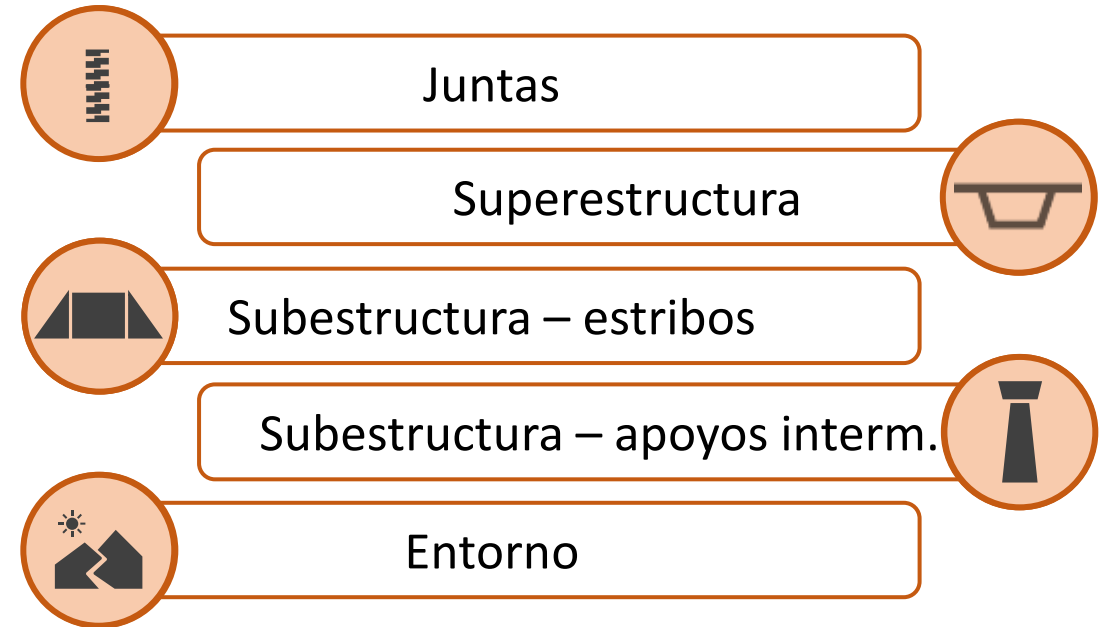 Juntas
Superestructura
Subestructura – estribos
Subestructura – apoyos interm.
Entorno